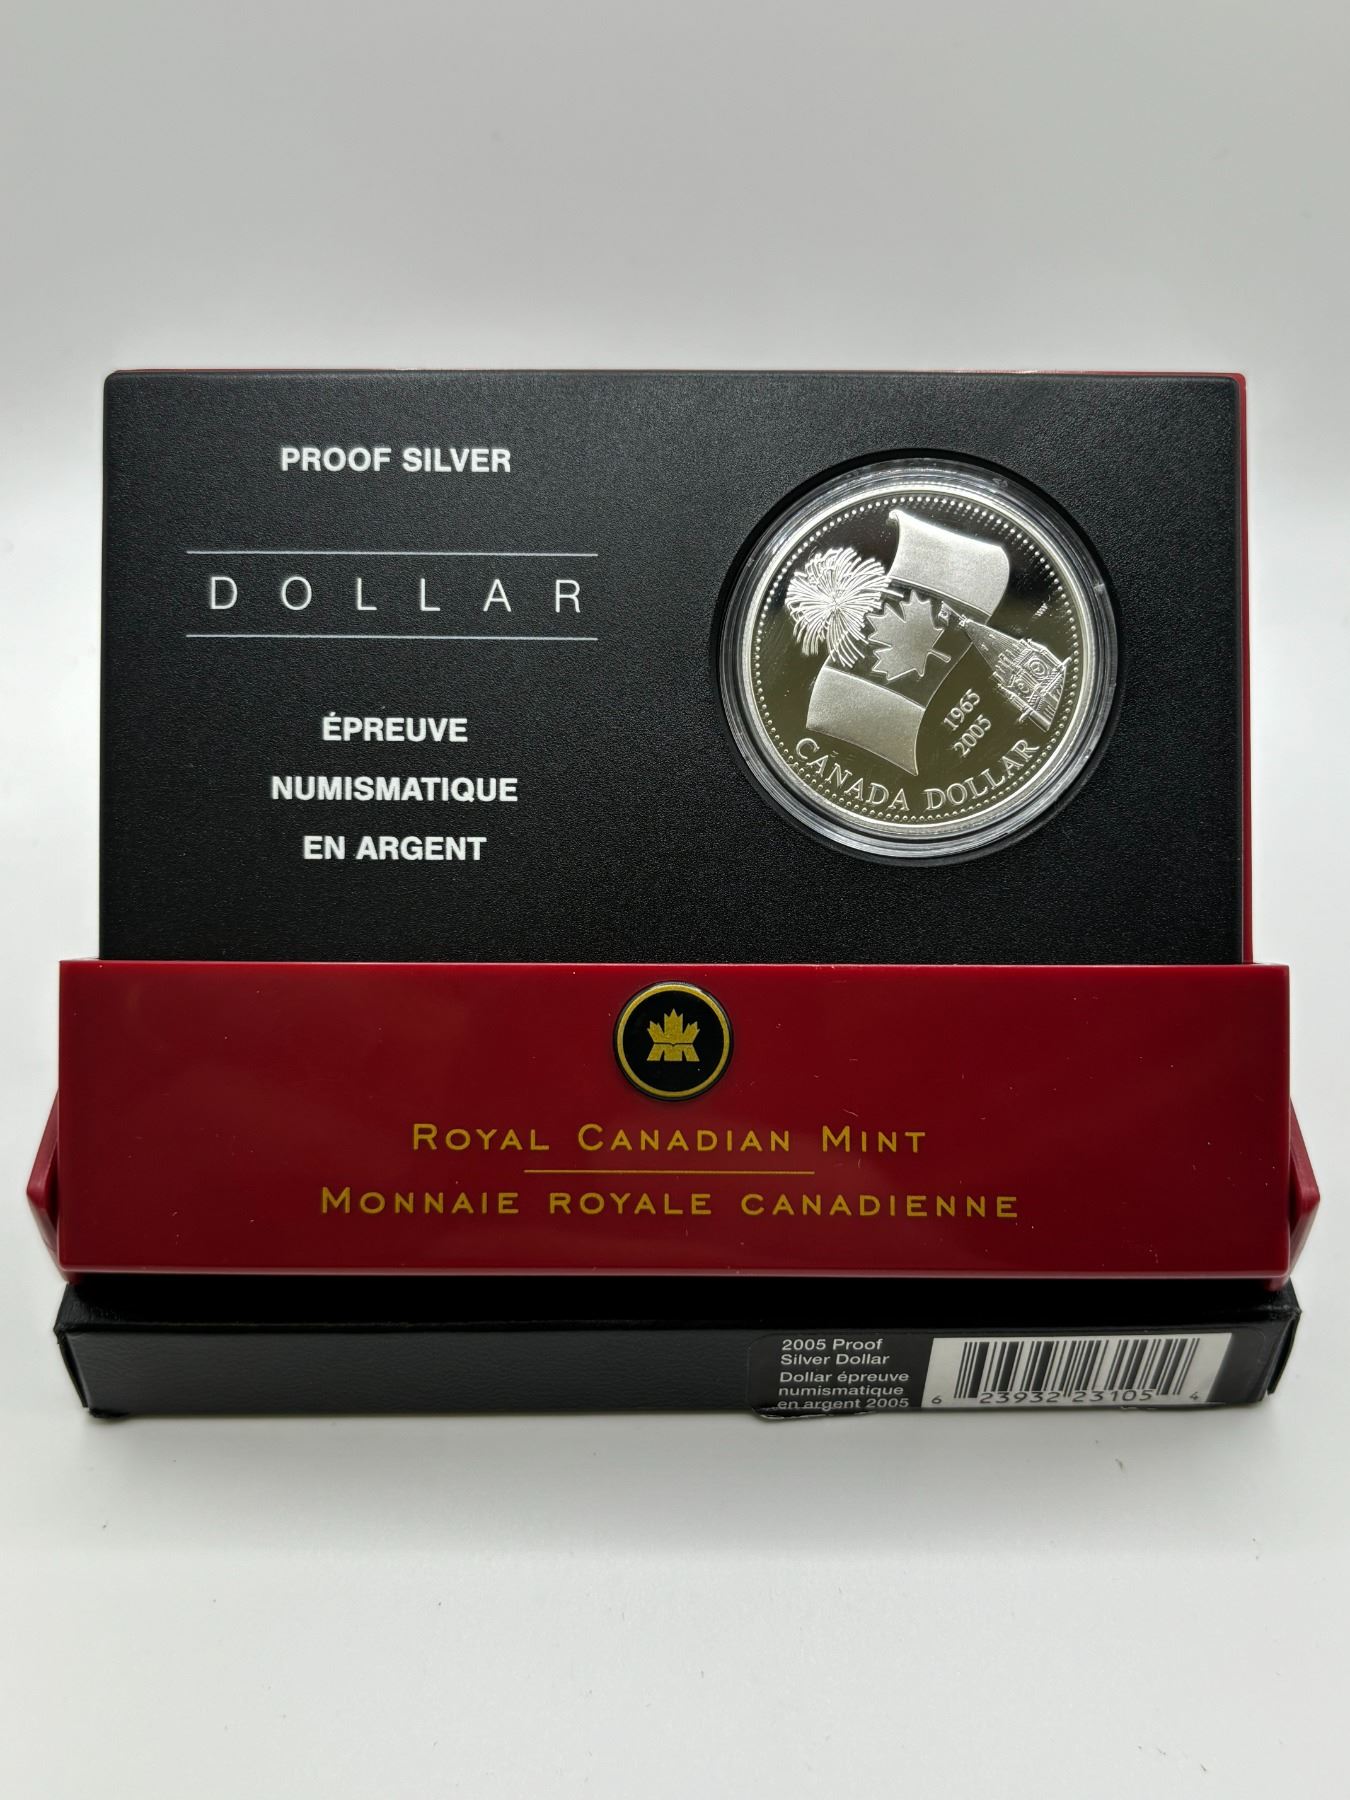 PROOF SILVER
DOLLAR
ÉPREUVE
NUMISMATIQUE
EN ARGENT
1965
2005
CANADA DOLLAR
ROYAL CANADIAN MINT
MONNAIE ROYALE CANADIENNE
2005 Proof
Silver Dollar
Dollar épreuve
numismatique
en argent 2005
6 23932 23105 4